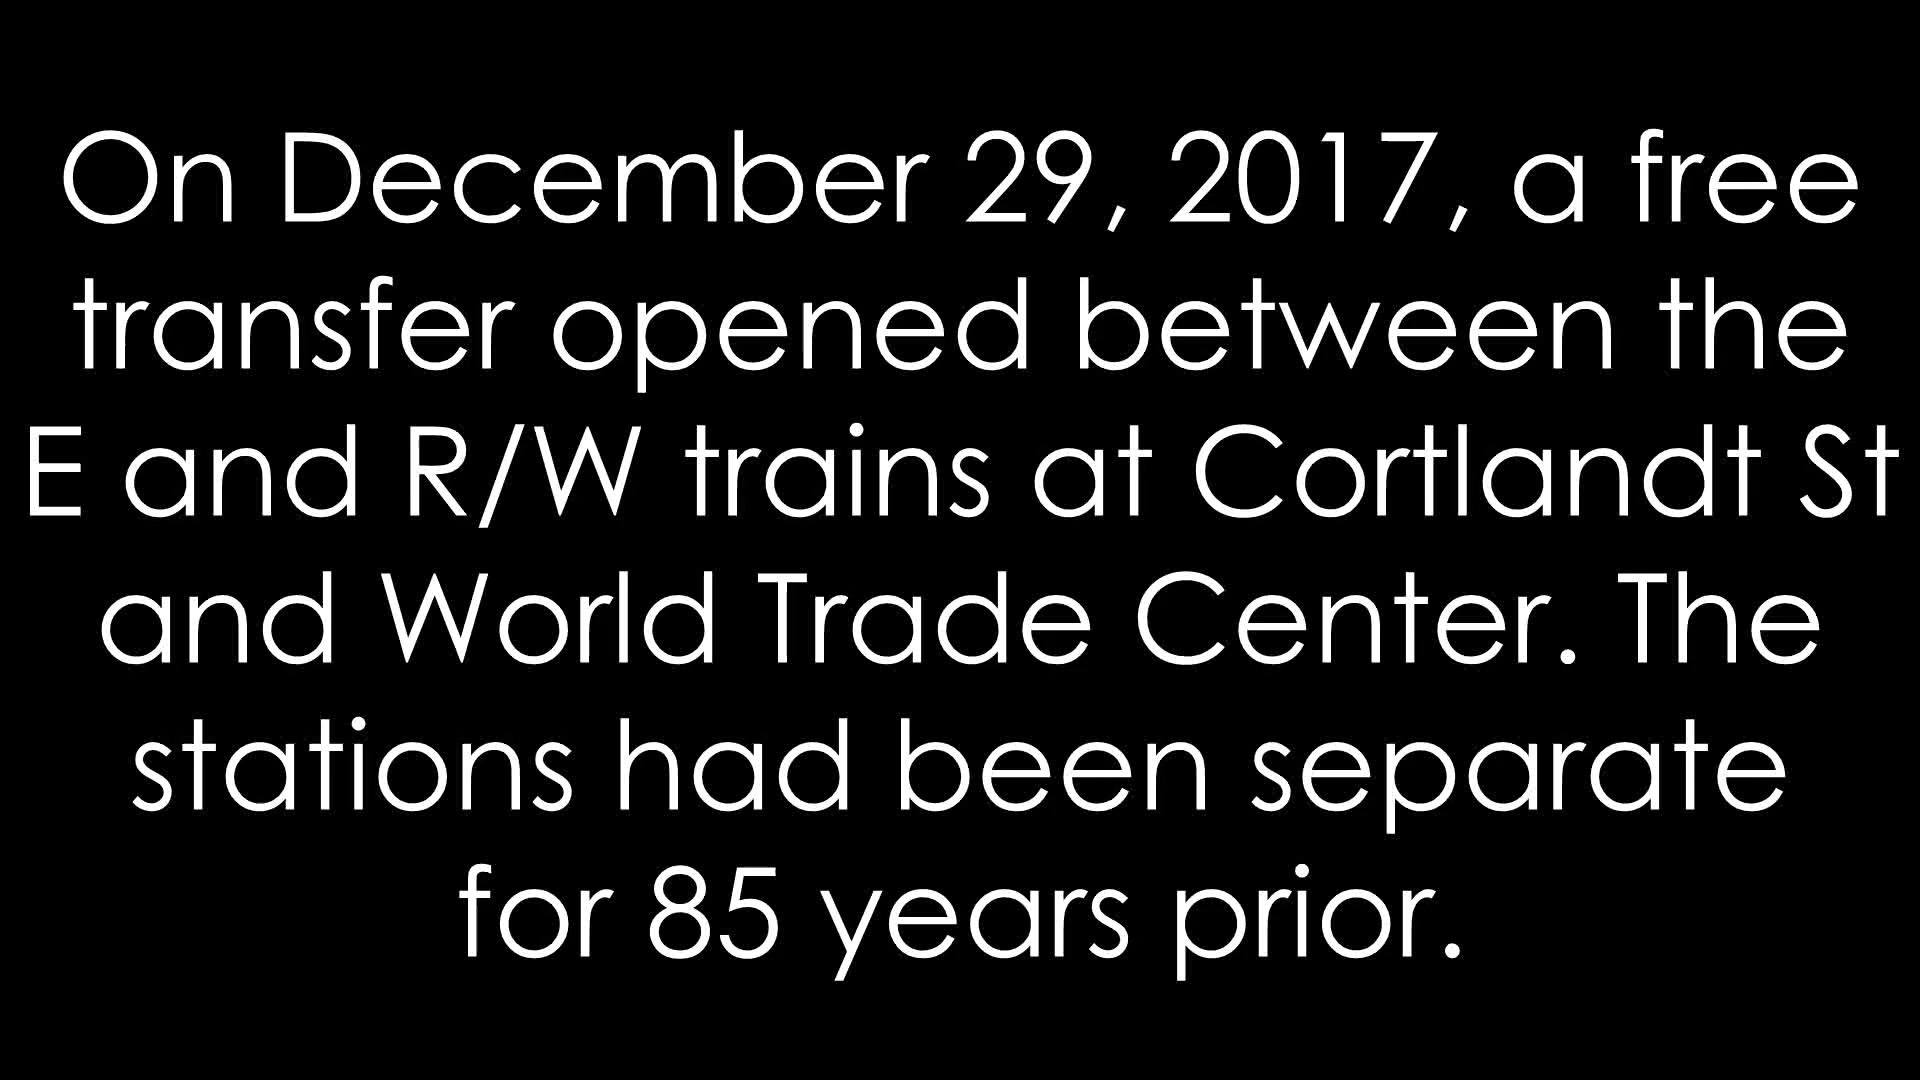 On December 29, 2017, a free
transfer opened between the
E and R/W trains at Cortlandt St
and World Trade Center. The
stations had been separate
for 85 years prior.